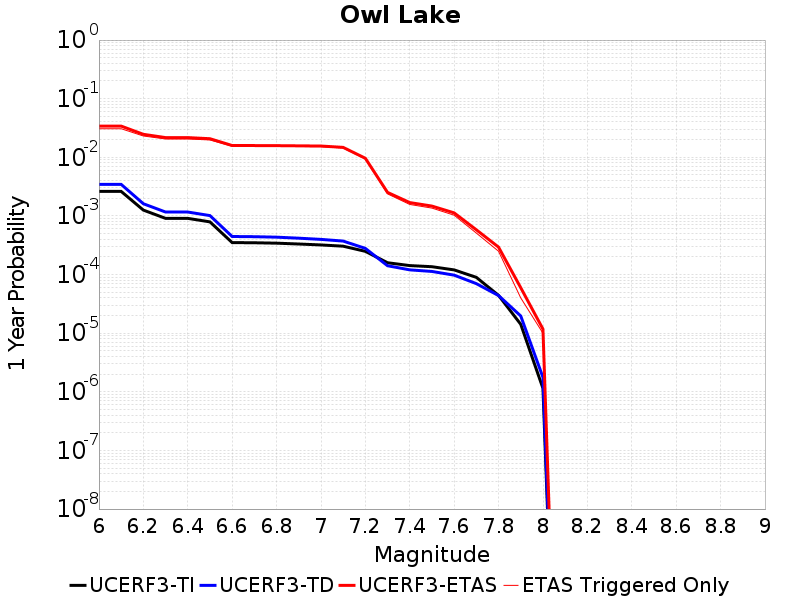 Owl Lake
10^0
10^-1
10^-2
10^-3
10^-4
10^-5
10^-6
10^-7
10^-8
1 Year Probability
6 6.2 6.4 6.6 6.8 7 7.2 7.4 7.6 7.8 8 8.2 8.4 8.6 8.8 9
Magnitude
UCERF3-TI UCERF3-TD UCERF3-ETAS ETAS Triggered Only